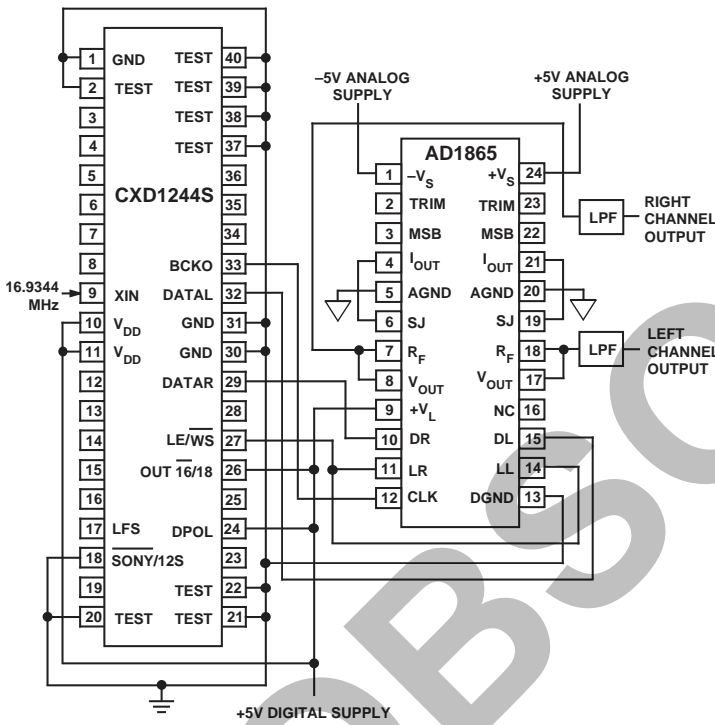 1 GND TEST 40
2 TEST TEST 39
3 TEST 38
4 TEST 37
5 36
CXD1244S
6 35
7 34
8 BCKO 33
16.9344 MHz
9 XIN DATAL 32
10 VDD GND 31
11 VDD GND 30
12 DATAR 29
13 28
14 LE/W̅S̅ 27
15 OUT 1̅6̅/18 26
16 25
17 LFS DPOL 24
18 S̅O̅N̅Y̅/12S 23
19 TEST 22
20 TEST TEST 21
–5V ANALOG
SUPPLY
+5V ANALOG
SUPPLY
AD1865
1 –VS +VS 24
2 TRIM TRIM 23
3 MSB MSB 22
4 IOUT IOUT 21
5 AGND AGND 20
6 SJ SJ 19
7 RF RF 18
8 VOUT VOUT 17
9 +VL NC 16
10 DR DL 15
11 LR LL 14
12 CLK DGND 13
LPF
RIGHT
CHANNEL
OUTPUT
LPF
LEFT
CHANNEL
OUTPUT
+5V DIGITAL SUPPLY
OBSO